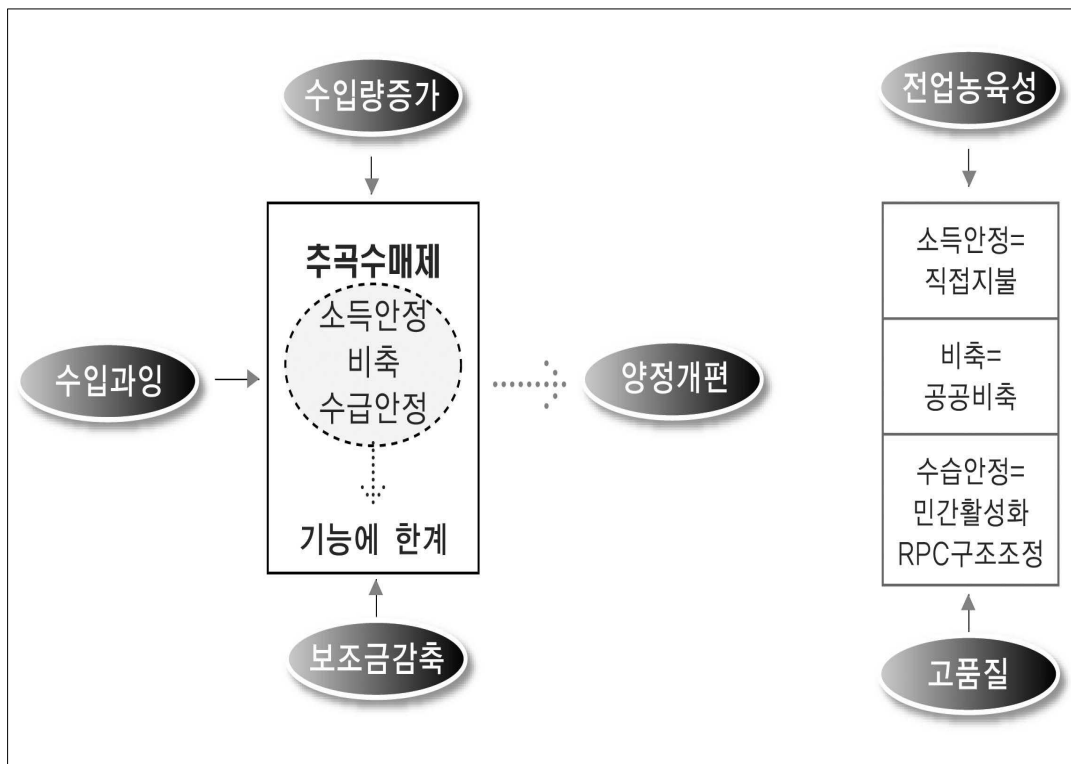 수입량증가
전업농육성
추곡수매제
소득안정
비축
수급안정
기능에 한계
수입과잉
양정개편
소득안정=
직접지불
비축=
공공비축
수습안정=
민간활성화
RPC구조조정
보조금감축
고품질